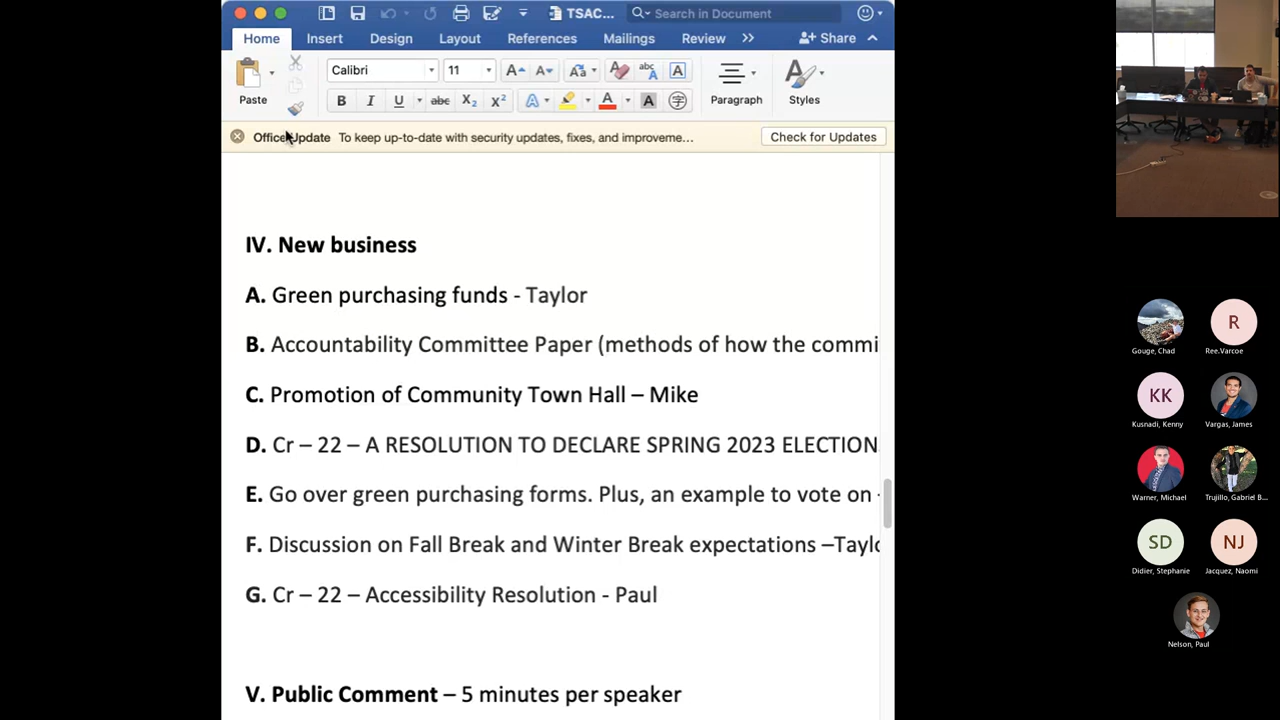 TSAC...
Search in Document
Home Insert Design Layout References Mailings Review Share
Calibri 11
Paste Paragraph Styles
Office Update To keep up-to-date with security updates, fixes, and improveme... Check for Updates
IV. New business
A. Green purchasing funds - Taylor
B. Accountability Committee Paper (methods of how the commi
C. Promotion of Community Town Hall – Mike
D. Cr – 22 – A RESOLUTION TO DECLARE SPRING 2023 ELECTION
E. Go over green purchasing forms. Plus, an example to vote on -
F. Discussion on Fall Break and Winter Break expectations –Taylo
G. Cr – 22 – Accessibility Resolution - Paul
V. Public Comment – 5 minutes per speaker
R
Gouge, Chad Ree.Varcoe
KK
Kusnadi, Kenny Vargas, James
Warner, Michael Trujillo, Gabriel B...
SD NJ
Didier, Stephanie Jacquez, Naomi
Nelson, Paul